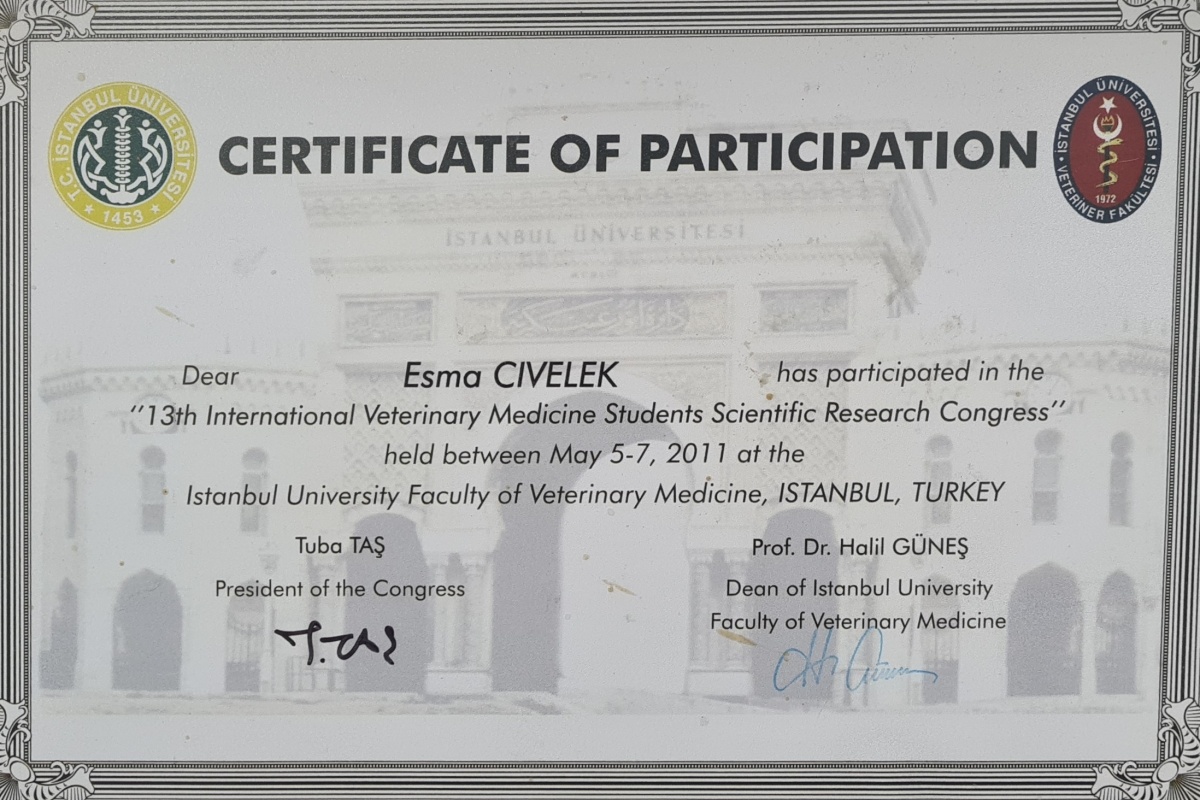 T.C. İSTANBUL ÜNİVERSİTESİ
1453
CERTIFICATE OF PARTICIPATION
İSTANBUL ÜNİVERSİTESİ
VETERİNER FAKÜLTESİ
1972
İSTANBUL ÜNİVERSİTESİ
Dear Esma CIVELEK has participated in the
''13th International Veterinary Medicine Students Scientific Research Congress''
held between May 5-7, 2011 at the
Istanbul University Faculty of Veterinary Medicine, ISTANBUL, TURKEY
Tuba TAŞ
President of the Congress
T.TAŞ
Prof. Dr. Halil GÜNEŞ
Dean of Istanbul University
Faculty of Veterinary Medicine